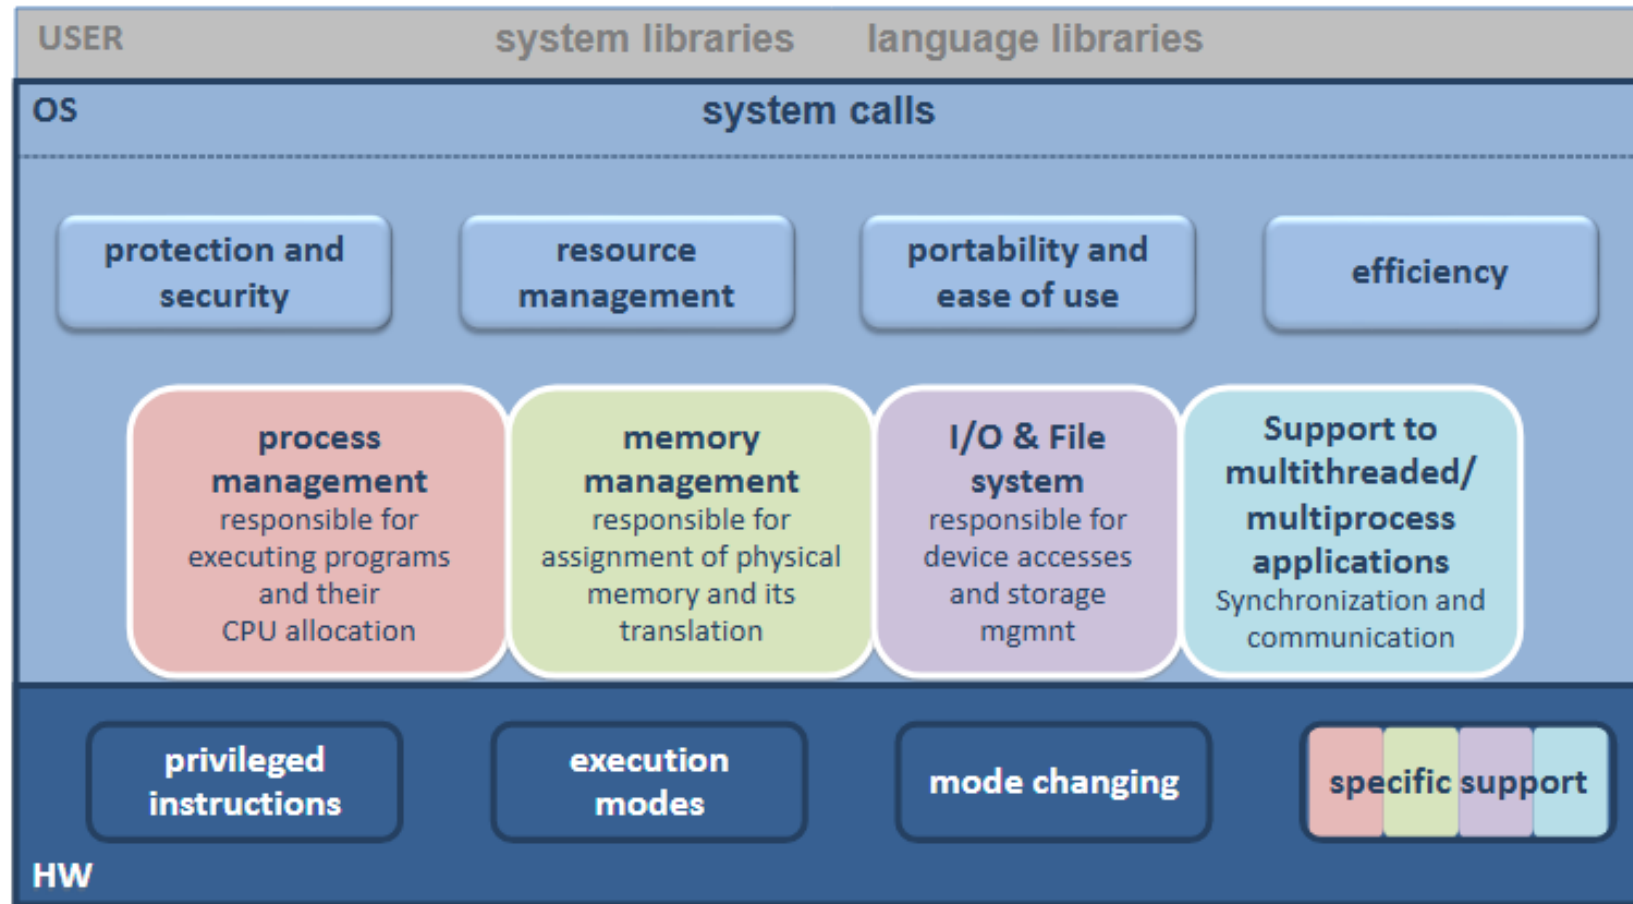 USER
system libraries
language libraries
OS
system calls
protection and
security
resource
management
portability and
ease of use
efficiency
process
management
responsible for
executing programs
and their
CPU allocation
memory
management
responsible for
assignment of physical
memory and its
translation
I/O & File
system
responsible for
device accesses
and storage
mgmnt
Support to
multithreaded/
multiprocess
applications
Synchronization and
communication
privileged
instructions
execution
modes
mode changing
specific support
HW